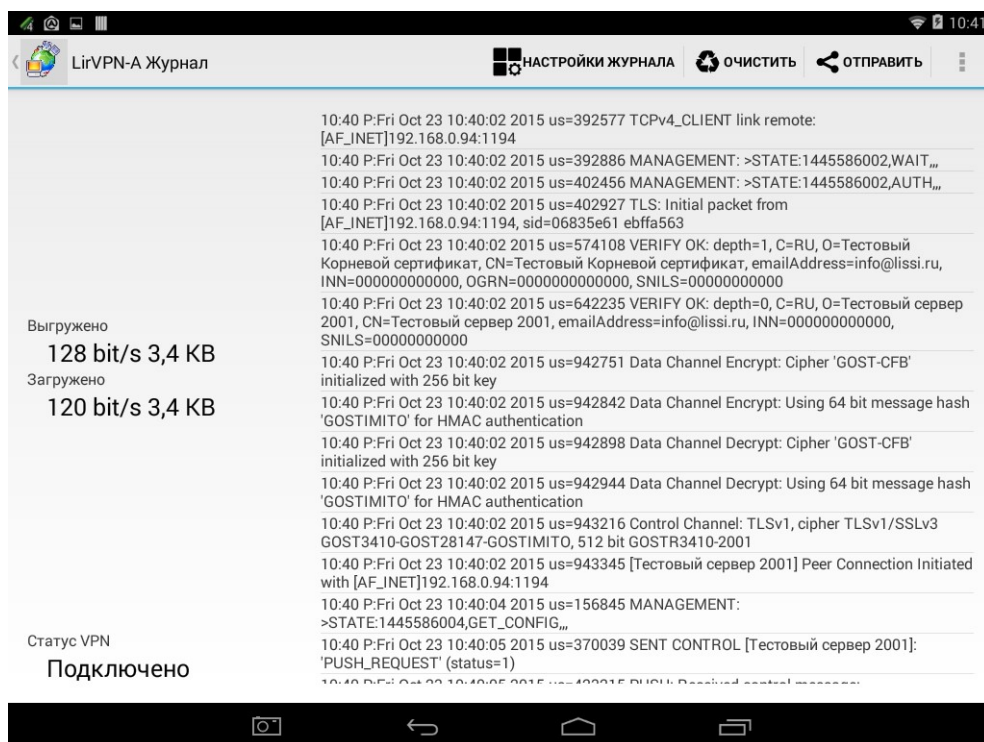 10:41
LirVPN-A Журнал
НАСТРОЙКИ ЖУРНАЛА
ОЧИСТИТЬ
ОТПРАВИТЬ
Выгружено
128 bit/s 3,4 KB
Загружено
120 bit/s 3,4 KB
Статус VPN
Подключено
10:40 P:Fri Oct 23 10:40:02 2015 us=392577 TCPv4_CLIENT link remote:
[AF_INET]192.168.0.94:1194
10:40 P:Fri Oct 23 10:40:02 2015 us=392886 MANAGEMENT: >STATE:1445586002,WAIT,,,
10:40 P:Fri Oct 23 10:40:02 2015 us=402456 MANAGEMENT: >STATE:1445586002,AUTH,,,
10:40 P:Fri Oct 23 10:40:02 2015 us=402927 TLS: Initial packet from
[AF_INET]192.168.0.94:1194, sid=06835e61 ebffa563
10:40 P:Fri Oct 23 10:40:02 2015 us=574108 VERIFY OK: depth=1, C=RU, O=Тестовый
Корневой сертификат, CN=Тестовый Корневой сертификат, emailAddress=info@lissi.ru,
INN=000000000000, OGRN=0000000000000, SNILS=00000000000
10:40 P:Fri Oct 23 10:40:02 2015 us=642235 VERIFY OK: depth=0, C=RU, O=Тестовый сервер
2001, CN=Тестовый сервер 2001, emailAddress=info@lissi.ru, INN=000000000000,
SNILS=00000000000
10:40 P:Fri Oct 23 10:40:02 2015 us=942751 Data Channel Encrypt: Cipher 'GOST-CFB'
initialized with 256 bit key
10:40 P:Fri Oct 23 10:40:02 2015 us=942842 Data Channel Encrypt: Using 64 bit message hash
'GOSTIMITO' for HMAC authentication
10:40 P:Fri Oct 23 10:40:02 2015 us=942898 Data Channel Decrypt: Cipher 'GOST-CFB'
initialized with 256 bit key
10:40 P:Fri Oct 23 10:40:02 2015 us=942944 Data Channel Decrypt: Using 64 bit message hash
'GOSTIMITO' for HMAC authentication
10:40 P:Fri Oct 23 10:40:02 2015 us=943216 Control Channel: TLSv1, cipher TLSv1/SSLv3
GOST3410-GOST28147-GOSTIMITO, 512 bit GOSTR3410-2001
10:40 P:Fri Oct 23 10:40:02 2015 us=943345 [Тестовый сервер 2001] Peer Connection Initiated
with [AF_INET]192.168.0.94:1194
10:40 P:Fri Oct 23 10:40:04 2015 us=156845 MANAGEMENT:
>STATE:1445586004,GET_CONFIG,,,
10:40 P:Fri Oct 23 10:40:05 2015 us=370039 SENT CONTROL [Тестовый сервер 2001]:
'PUSH_REQUEST' (status=1)